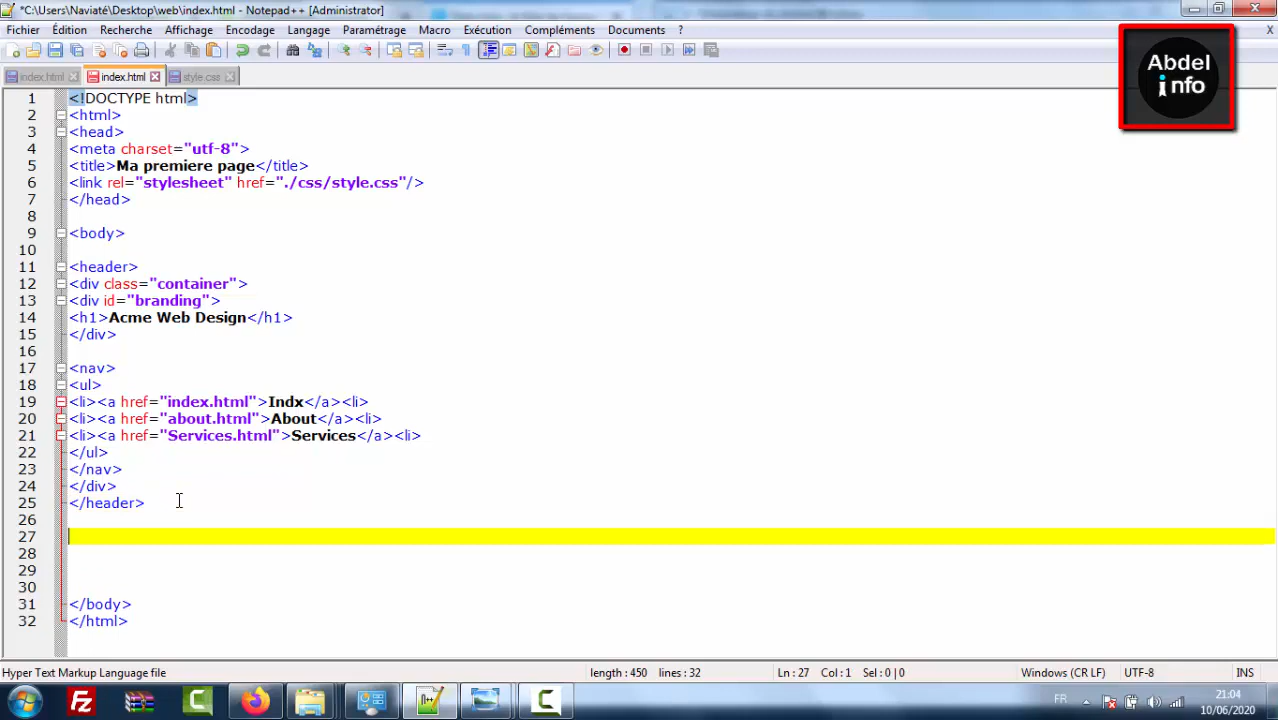 *C:\Users\Naviaté\Desktop\web\index.html - Notepad++ [Administrator]
Fichier Édition Recherche Affichage Encodage Langage Paramétrage Macro Exécution Compléments Documents ? X
index.html index.html style.css
Abdel
info
1 <!DOCTYPE html>
2 <html>
3 <head>
4 <meta charset="utf-8">
5 <title>Ma premiere page</title>
6 <link rel="stylesheet" href="./css/style.css"/>
7 </head>
8
9 <body>
10
11 <header>
12 <div class="container">
13 <div id="branding">
14 <h1>Acme Web Design</h1>
15 </div>
16
17 <nav>
18 <ul>
19 <li><a href="index.html">Indx</a><li>
20 <li><a href="about.html">About</a><li>
21 <li><a href="Services.html">Services</a><li>
22 </ul>
23 </nav>
24 </div>
25 </header>
26
27
28
29
30
31 </body>
32 </html>
Hyper Text Markup Language file length : 450 lines : 32 Ln : 27 Col : 1 Sel : 0 | 0 Windows (CR LF) UTF-8 INS
FR 21:04
10/06/2020